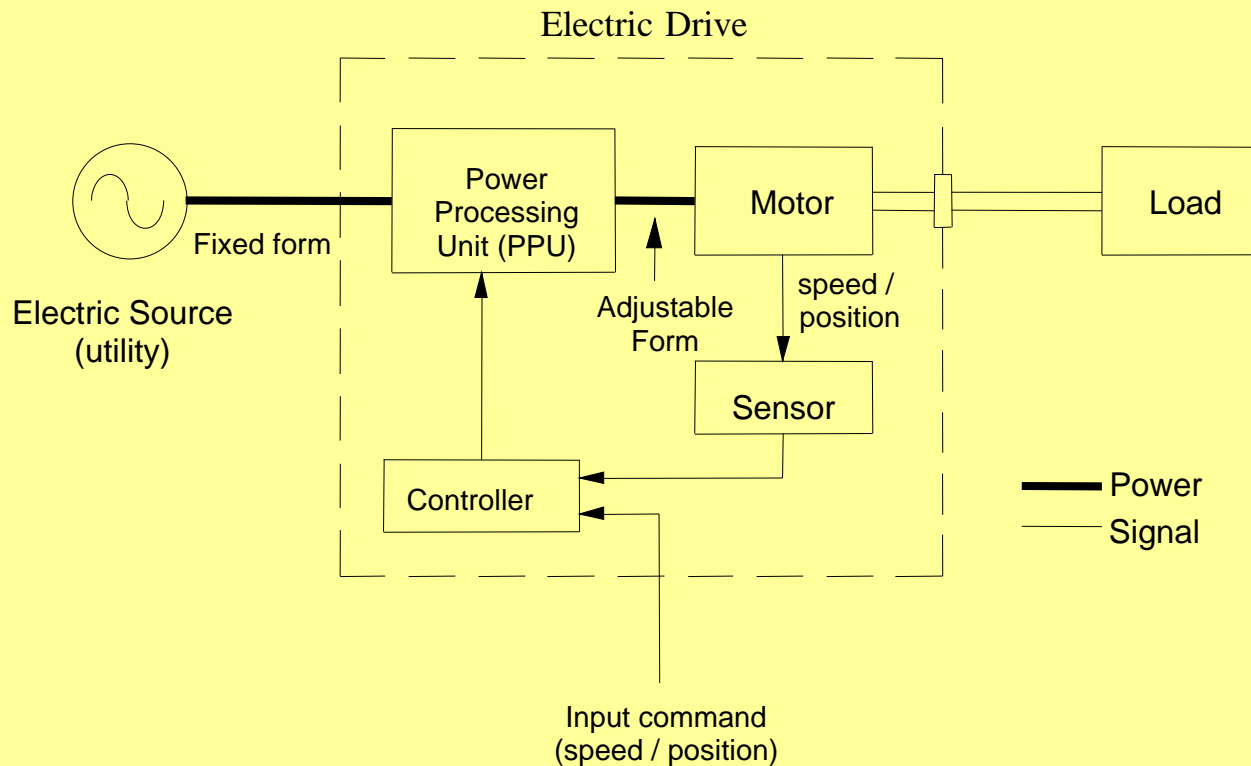 Electric Drive
Power
Processing
Unit (PPU)
Motor
Load
Fixed form
Electric Source
(utility)
Adjustable
Form
speed /
position
Sensor
Controller
Power
Signal
Input command
(speed / position)